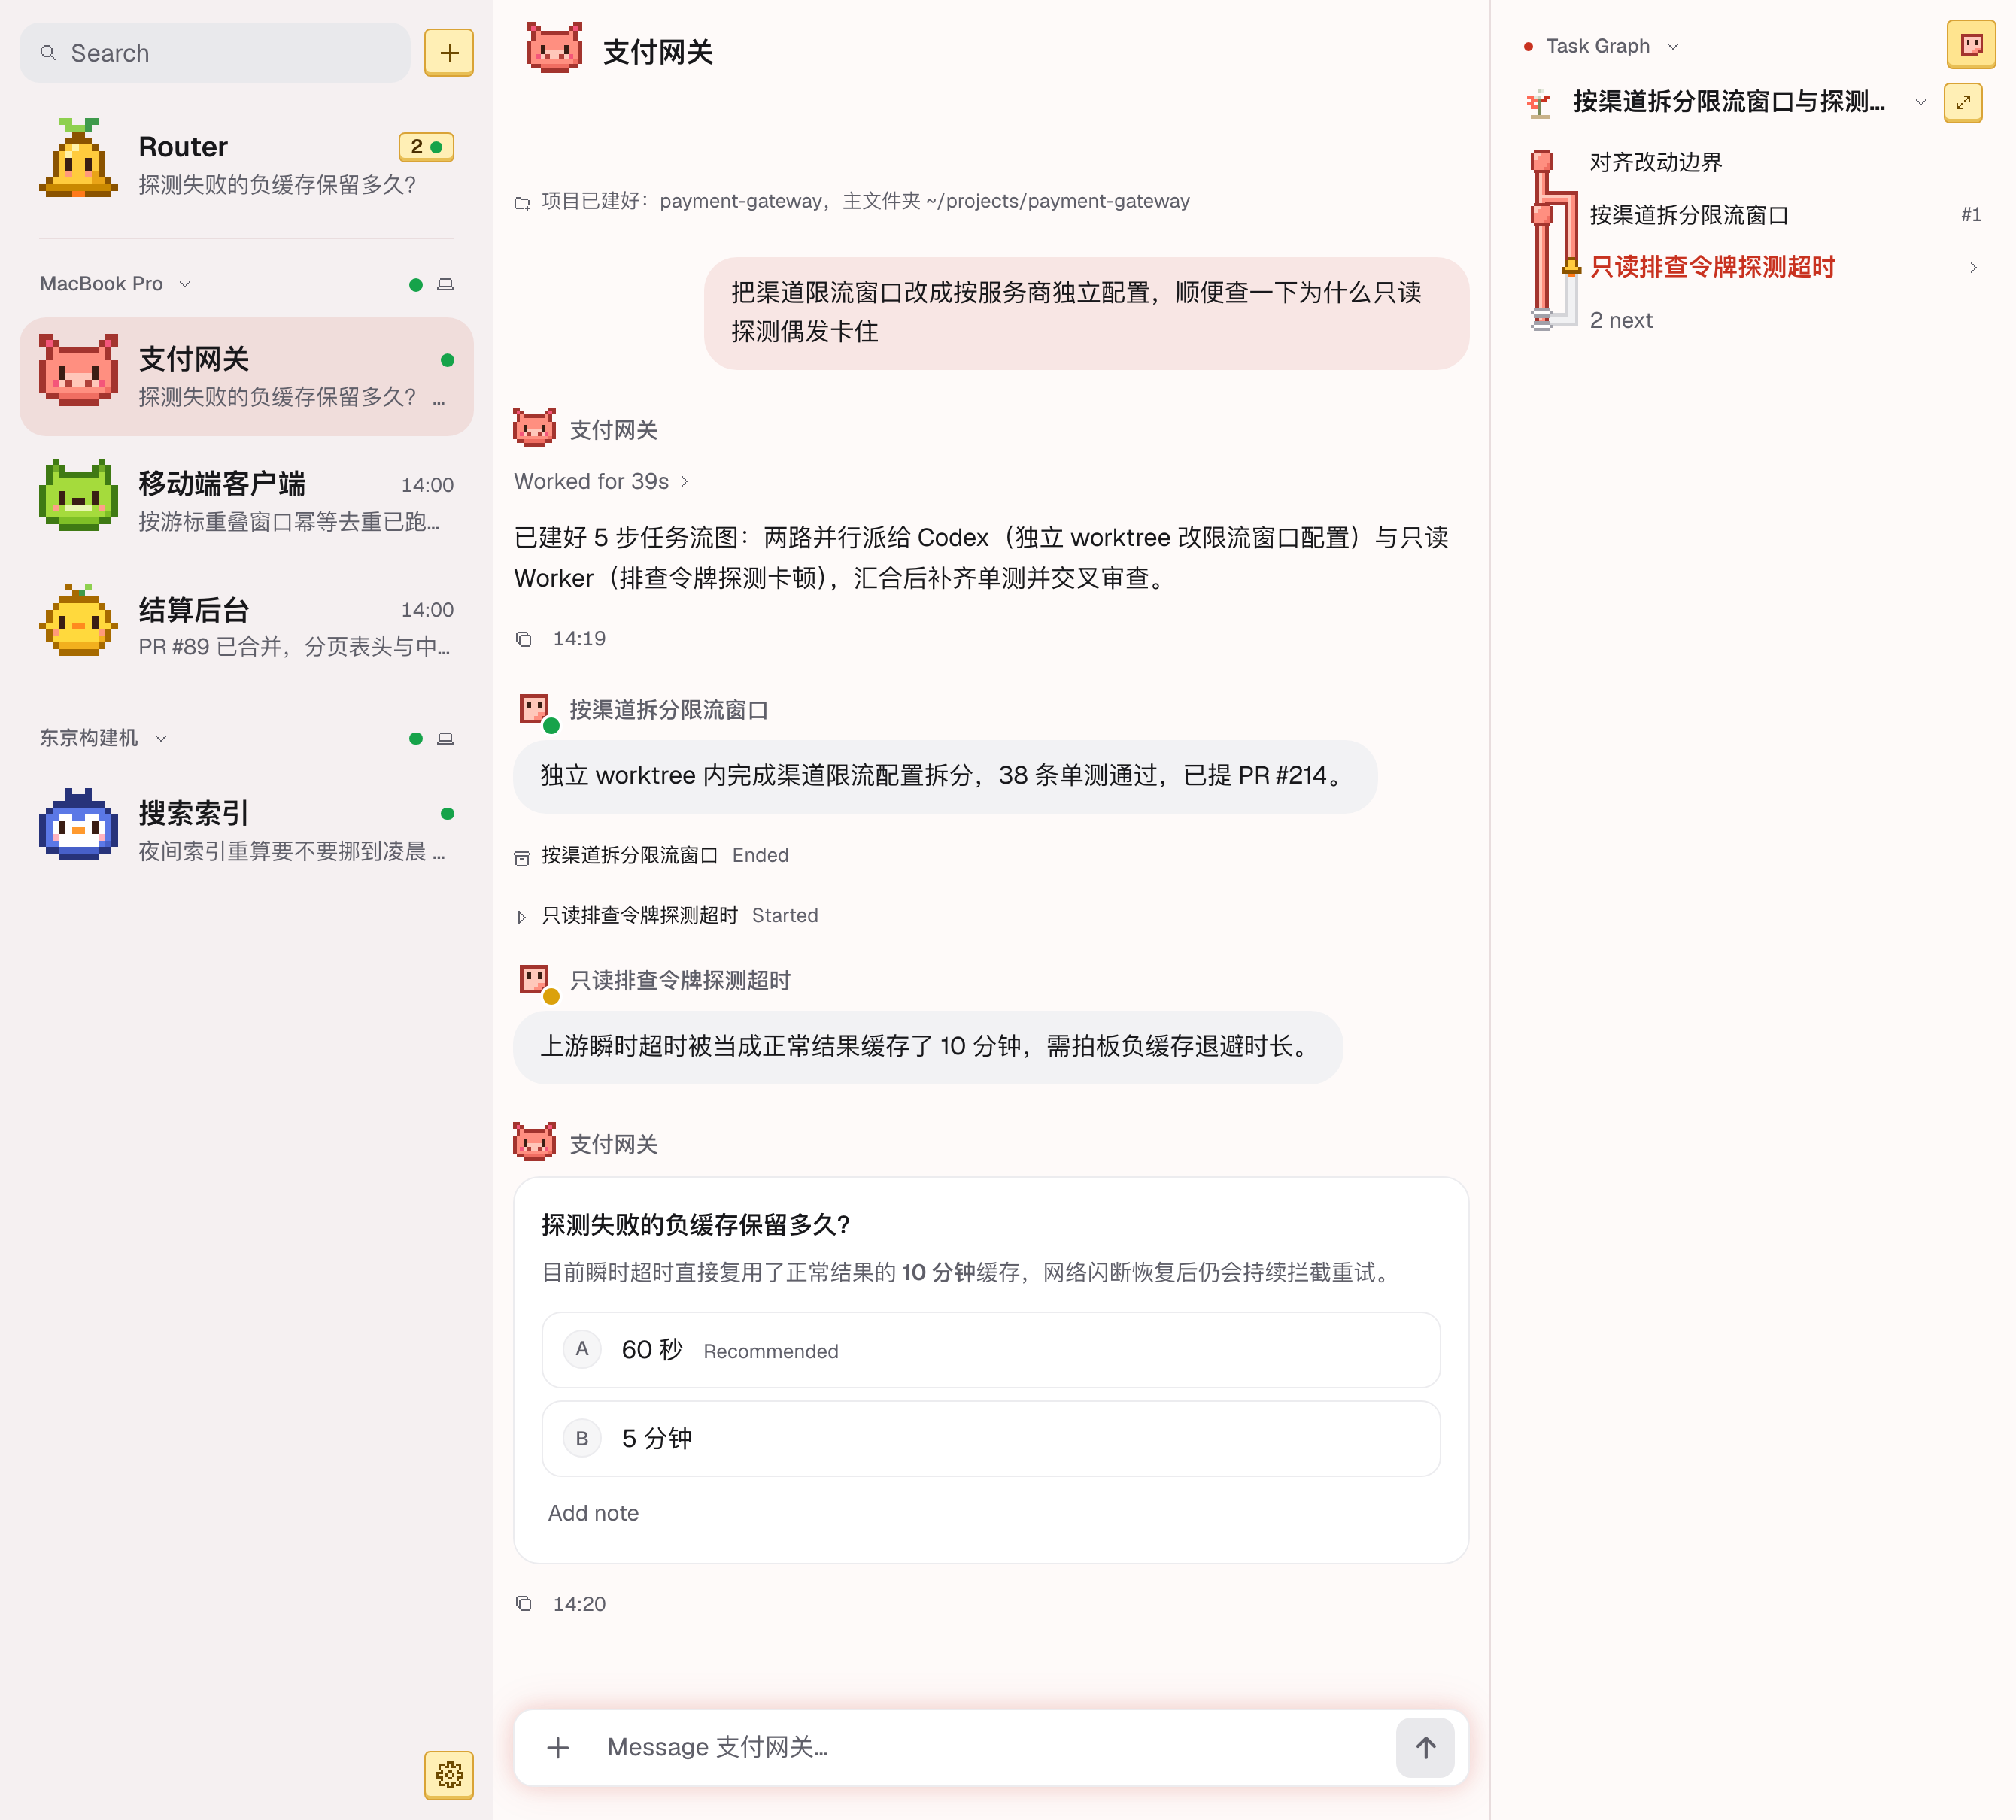 Search
Router
2
探测失败的负缓存保留多久？
MacBook Pro
支付网关
探测失败的负缓存保留多久？ ...
移动端客户端
14:00
按游标重叠窗口幂等去重已跑...
结算后台
14:00
PR #89 已合并，分页表头与中...
东京构建机
搜索索引
夜间索引重算要不要挪到凌晨 ...
支付网关
项目已建好：payment-gateway，主文件夹 ~/projects/payment-gateway
把渠道限流窗口改成按服务商独立配置，顺便查一下为什么只读
探测偶发卡住
支付网关
Worked for 39s
已建好 5 步任务流图：两路并行派给 Codex（独立 worktree 改限流窗口配置）与只读
Worker（排查令牌探测卡顿），汇合后补齐单测并交叉审查。
14:19
按渠道拆分限流窗口
独立 worktree 内完成渠道限流配置拆分，38 条单测通过，已提 PR #214。
按渠道拆分限流窗口 Ended
只读排查令牌探测超时 Started
只读排查令牌探测超时
上游瞬时超时被当成正常结果缓存了 10 分钟，需拍板负缓存退避时长。
支付网关
探测失败的负缓存保留多久？
目前瞬时超时直接复用了正常结果的 10 分钟缓存，网络闪断恢复后仍会持续拦截重试。
A 60 秒 Recommended
B 5 分钟
Add note
14:20
Message 支付网关...
Task Graph
按渠道拆分限流窗口与探测...
对齐改动边界
按渠道拆分限流窗口 #1
只读排查令牌探测超时
2 next